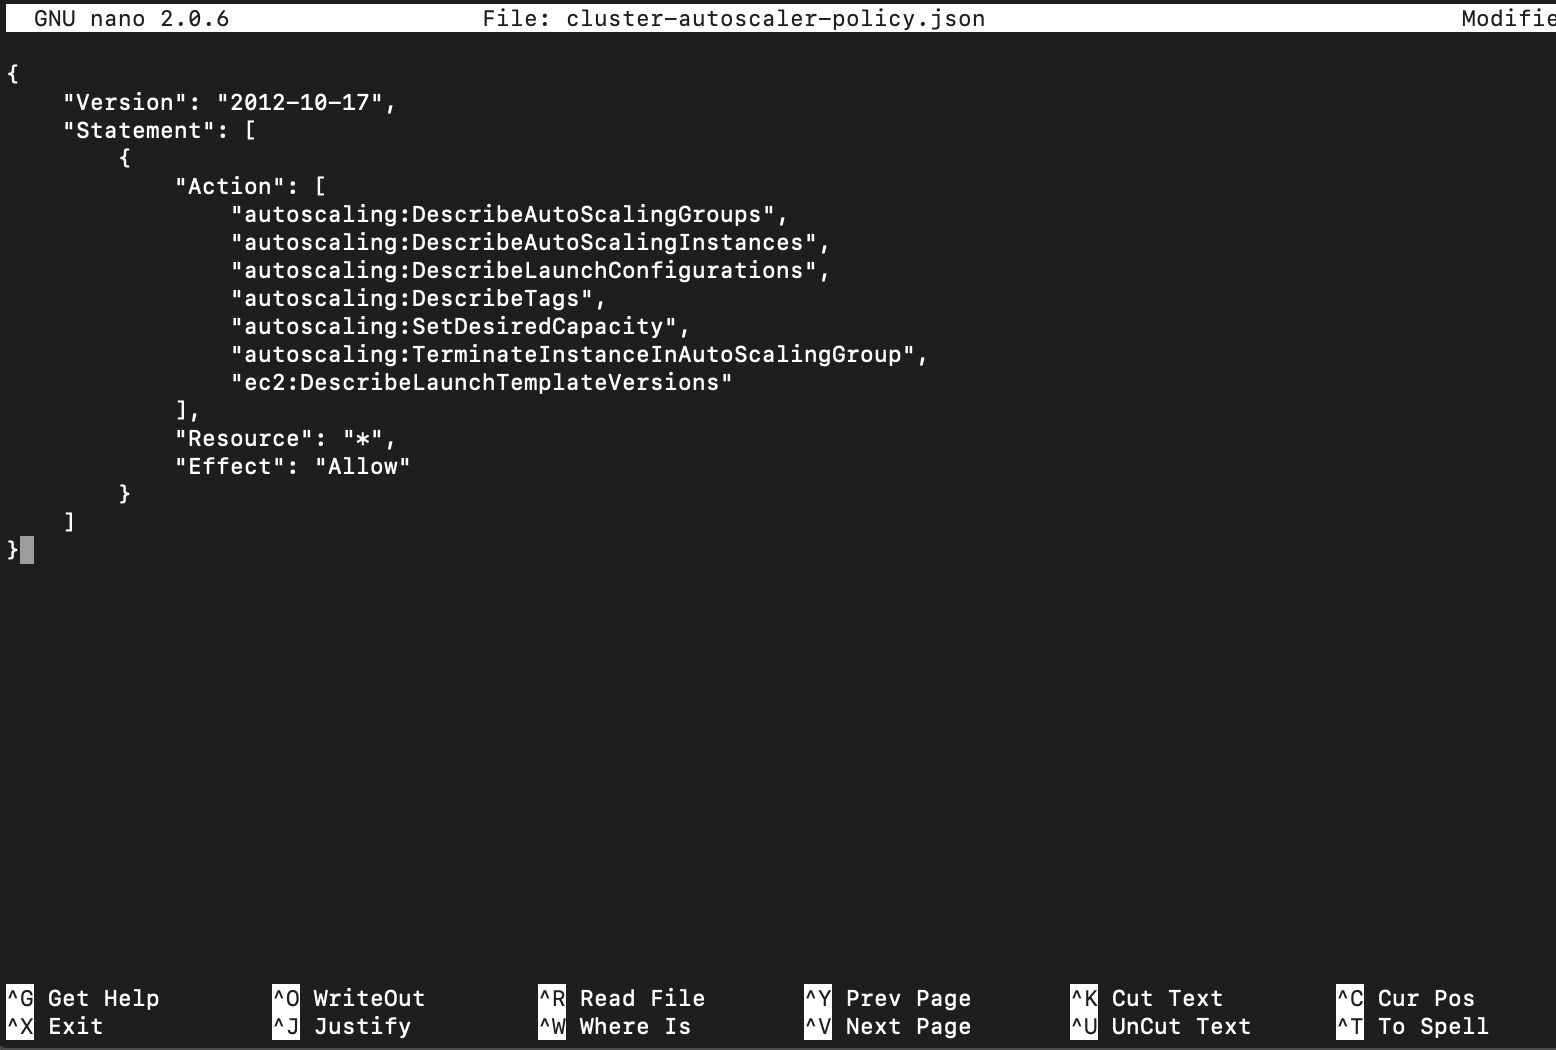 GNU nano 2.0.6 File: cluster-autoscaler-policy.json Modifie
{
    "Version": "2012-10-17",
    "Statement": [
        {
            "Action": [
                "autoscaling:DescribeAutoScalingGroups",
                "autoscaling:DescribeAutoScalingInstances",
                "autoscaling:DescribeLaunchConfigurations",
                "autoscaling:DescribeTags",
                "autoscaling:SetDesiredCapacity",
                "autoscaling:TerminateInstanceInAutoScalingGroup",
                "ec2:DescribeLaunchTemplateVersions"
            ],
            "Resource": "*",
            "Effect": "Allow"
        }
    ]
}
^G Get Help ^O WriteOut ^R Read File ^Y Prev Page ^K Cut Text ^C Cur Pos
^X Exit ^J Justify ^W Where Is ^V Next Page ^U UnCut Text ^T To Spell